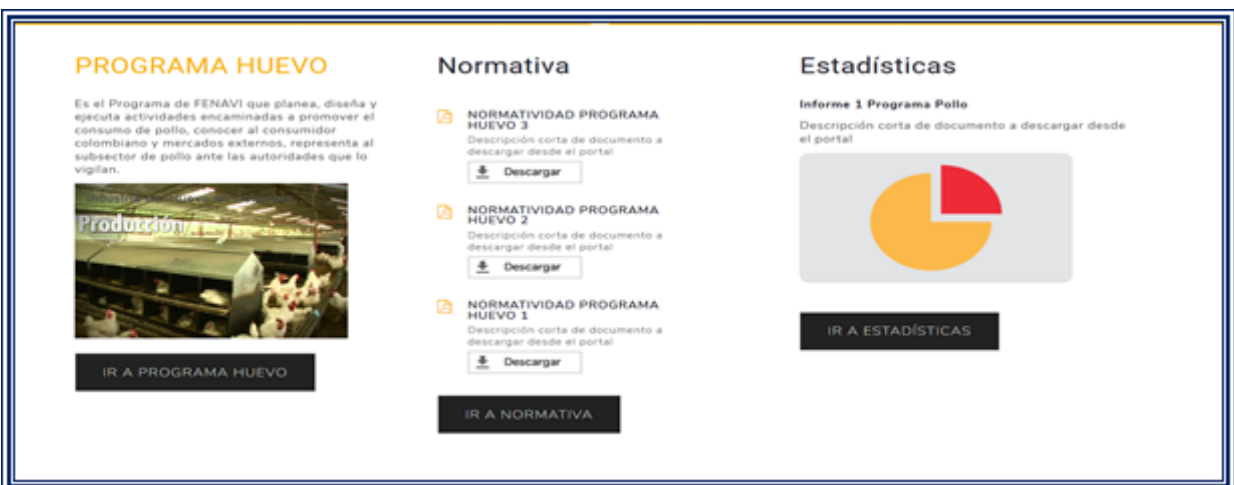 PROGRAMA HUEVO
Es el Programa de FENAVI que planea, diseña y
ejecuta actividades encaminadas a promover el
consumo de pollo, conocer al consumidor
colombiano y mercados externos, representa al
subsector de pollo ante las autoridades que lo
vigilan.
Producción
IR A PROGRAMA HUEVO
Normativa
NORMATIVIDAD PROGRAMA
HUEVO 3
Descripción corta de documento a
descargar desde el portal
Descargar
NORMATIVIDAD PROGRAMA
HUEVO 2
Descripción corta de documento a
descargar desde el portal
Descargar
NORMATIVIDAD PROGRAMA
HUEVO 1
Descripción corta de documento a
descargar desde el portal
Descargar
IR A NORMATIVA
Estadísticas
Informe 1 Programa Pollo
Descripción corta de documento a descargar desde
el portal
IR A ESTADÍSTICAS